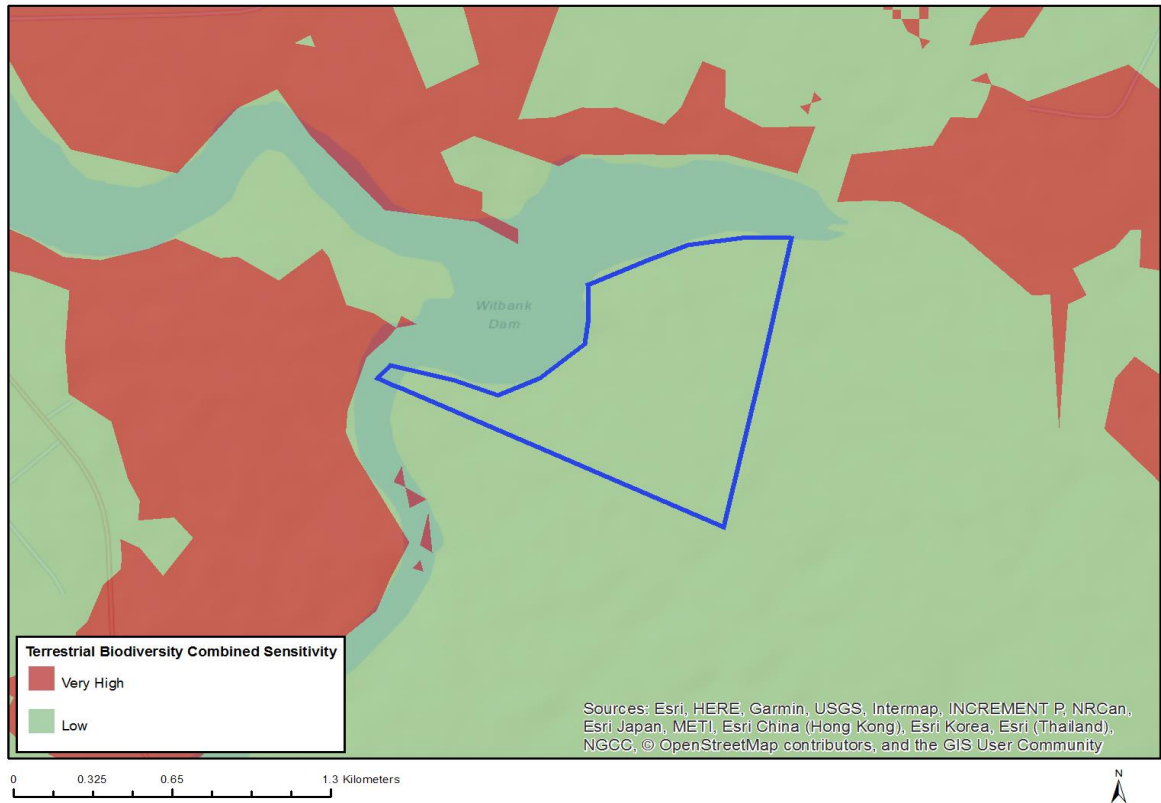 Witbank
Dam
Terrestrial Biodiversity Combined Sensitivity
Very High
Low
Sources: Esri, HERE, Garmin, USGS, Intermap, INCREMENT P, NRCan,
Esri Japan, METI, Esri China (Hong Kong), Esri Korea, Esri (Thailand),
NGCC, © OpenStreetMap contributors, and the GIS User Community
0 0.325 0.65 1.3 Kilometers
N